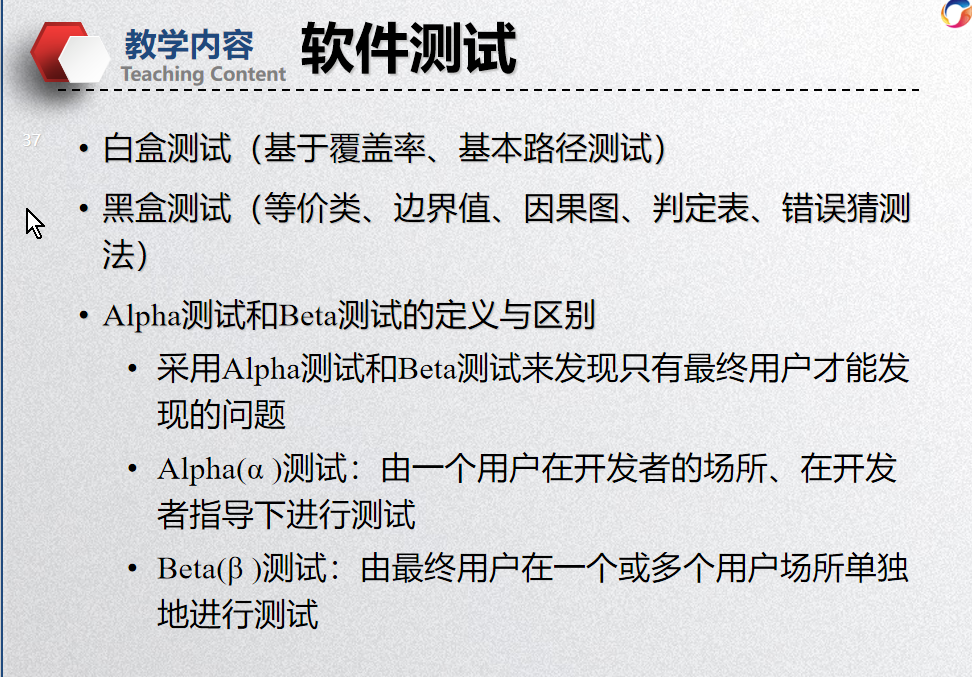 教学内容
Teaching Content
软件测试
37
• 白盒测试（基于覆盖率、基本路径测试）
• 黑盒测试（等价类、边界值、因果图、判定表、错误猜测
法）
• Alpha测试和Beta测试的定义与区别
• 采用Alpha测试和Beta测试来发现只有最终用户才能发
现的问题
• Alpha(α )测试：由一个用户在开发者的场所、在开发
者指导下进行测试
• Beta(β )测试：由最终用户在一个或多个用户场所单独
地进行测试